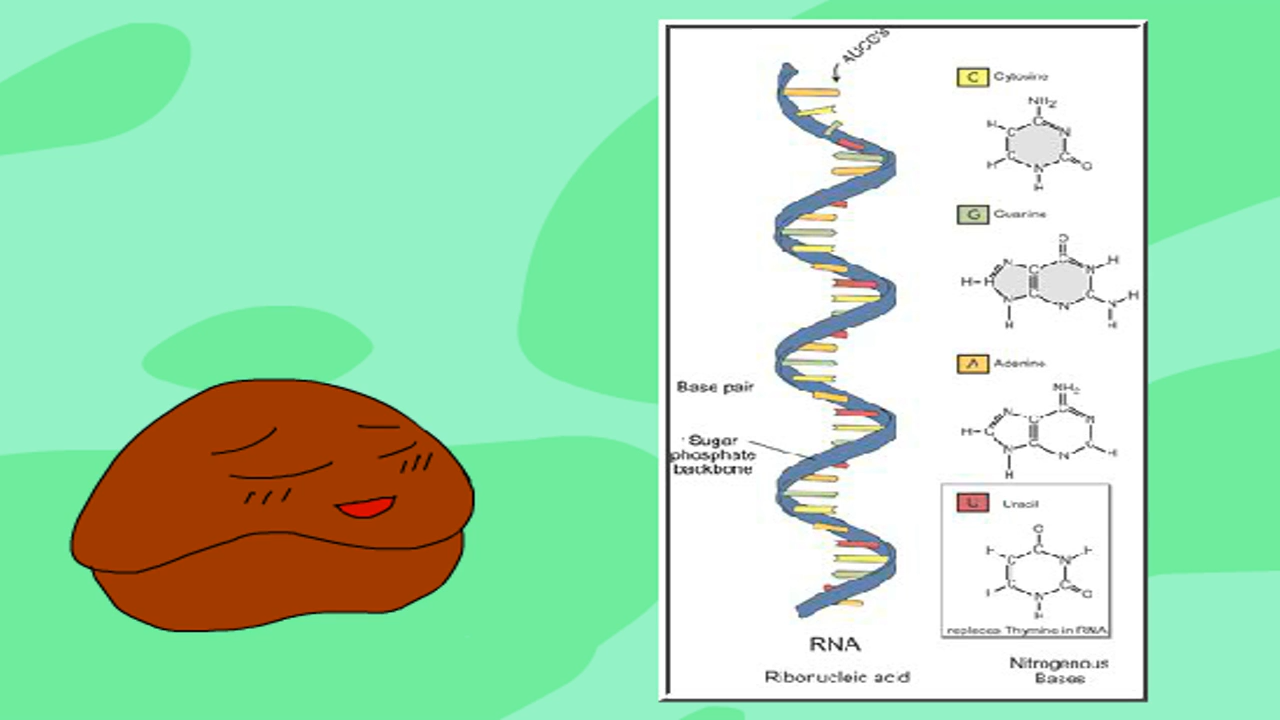 AUCG's
C Cytosine
NH2
H C N
H C C O
N
H
G Guanine
O
N C C N H
H H
N C N C N H
H H
A Adenine
NH2
N C C N
H C
N C N C H
H
Base pair
Sugar
phosphate
backbone
U Uracil
O
H C C N H
C C O
N
H
replaces Thymine in RNA
RNA
Ribonucleic acid
Nitrogenous
Bases